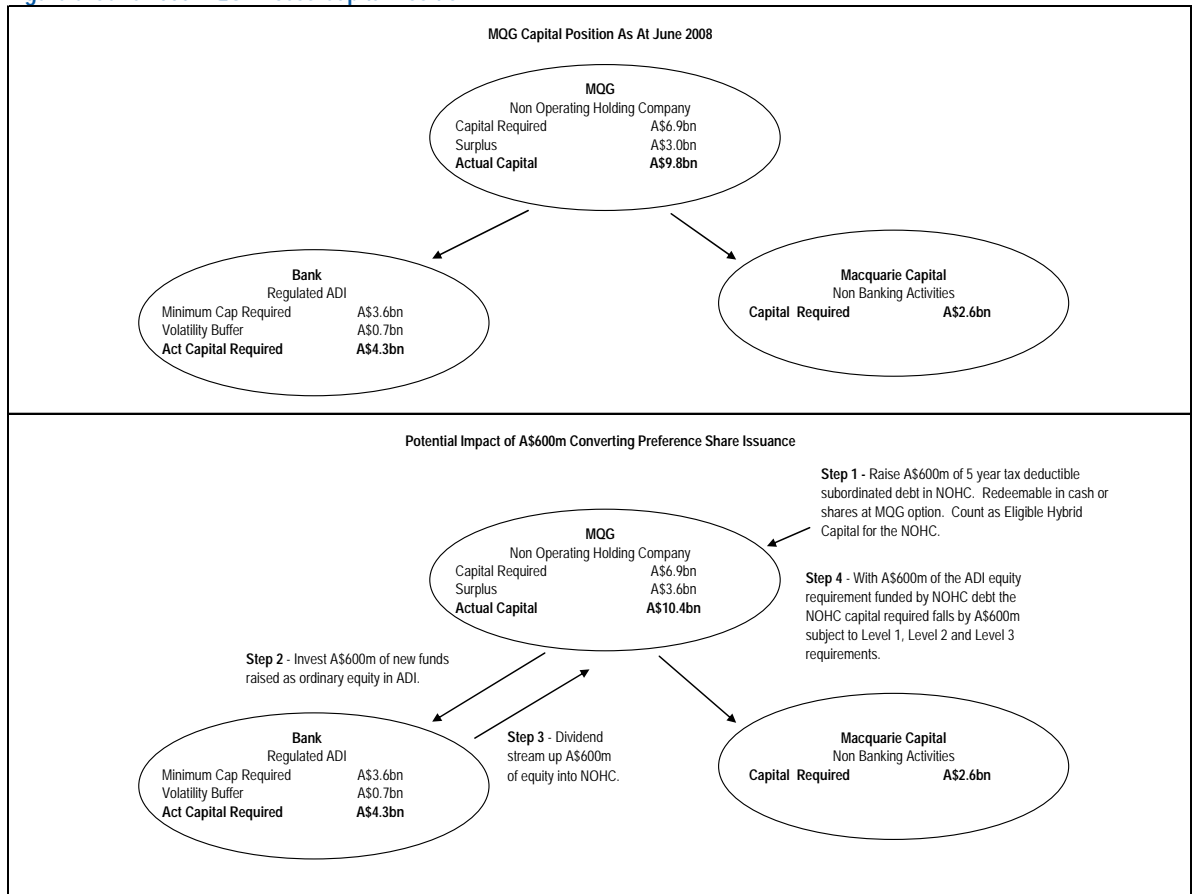 MQG Capital Position As At June 2008
MQG
Non Operating Holding Company
Capital Required A$6.9bn
Surplus A$3.0bn
Actual Capital A$9.8bn
Bank
Regulated ADI
Minimum Cap Required A$3.6bn
Volatility Buffer A$0.7bn
Act Capital Required A$4.3bn
Macquarie Capital
Non Banking Activities
Capital Required A$2.6bn
Potential Impact of A$600m Converting Preference Share Issuance
Step 1 - Raise A$600m of 5 year tax deductible
subordinated debt in NOHC. Redeemable in cash or
shares at MQG option. Count as Eligible Hybrid
Capital for the NOHC.
MQG
Non Operating Holding Company
Capital Required A$6.9bn
Surplus A$3.6bn
Actual Capital A$10.4bn
Step 4 - With A$600m of the ADI equity
requirement funded by NOHC debt the
NOHC capital required falls by A$600m
subject to Level 1, Level 2 and Level 3
requirements.
Step 2 - Invest A$600m of new funds
raised as ordinary equity in ADI.
Step 3 - Dividend
stream up A$600m
of equity into NOHC.
Bank
Regulated ADI
Minimum Cap Required A$3.6bn
Volatility Buffer A$0.7bn
Act Capital Required A$4.3bn
Macquarie Capital
Non Banking Activities
Capital Required A$2.6bn